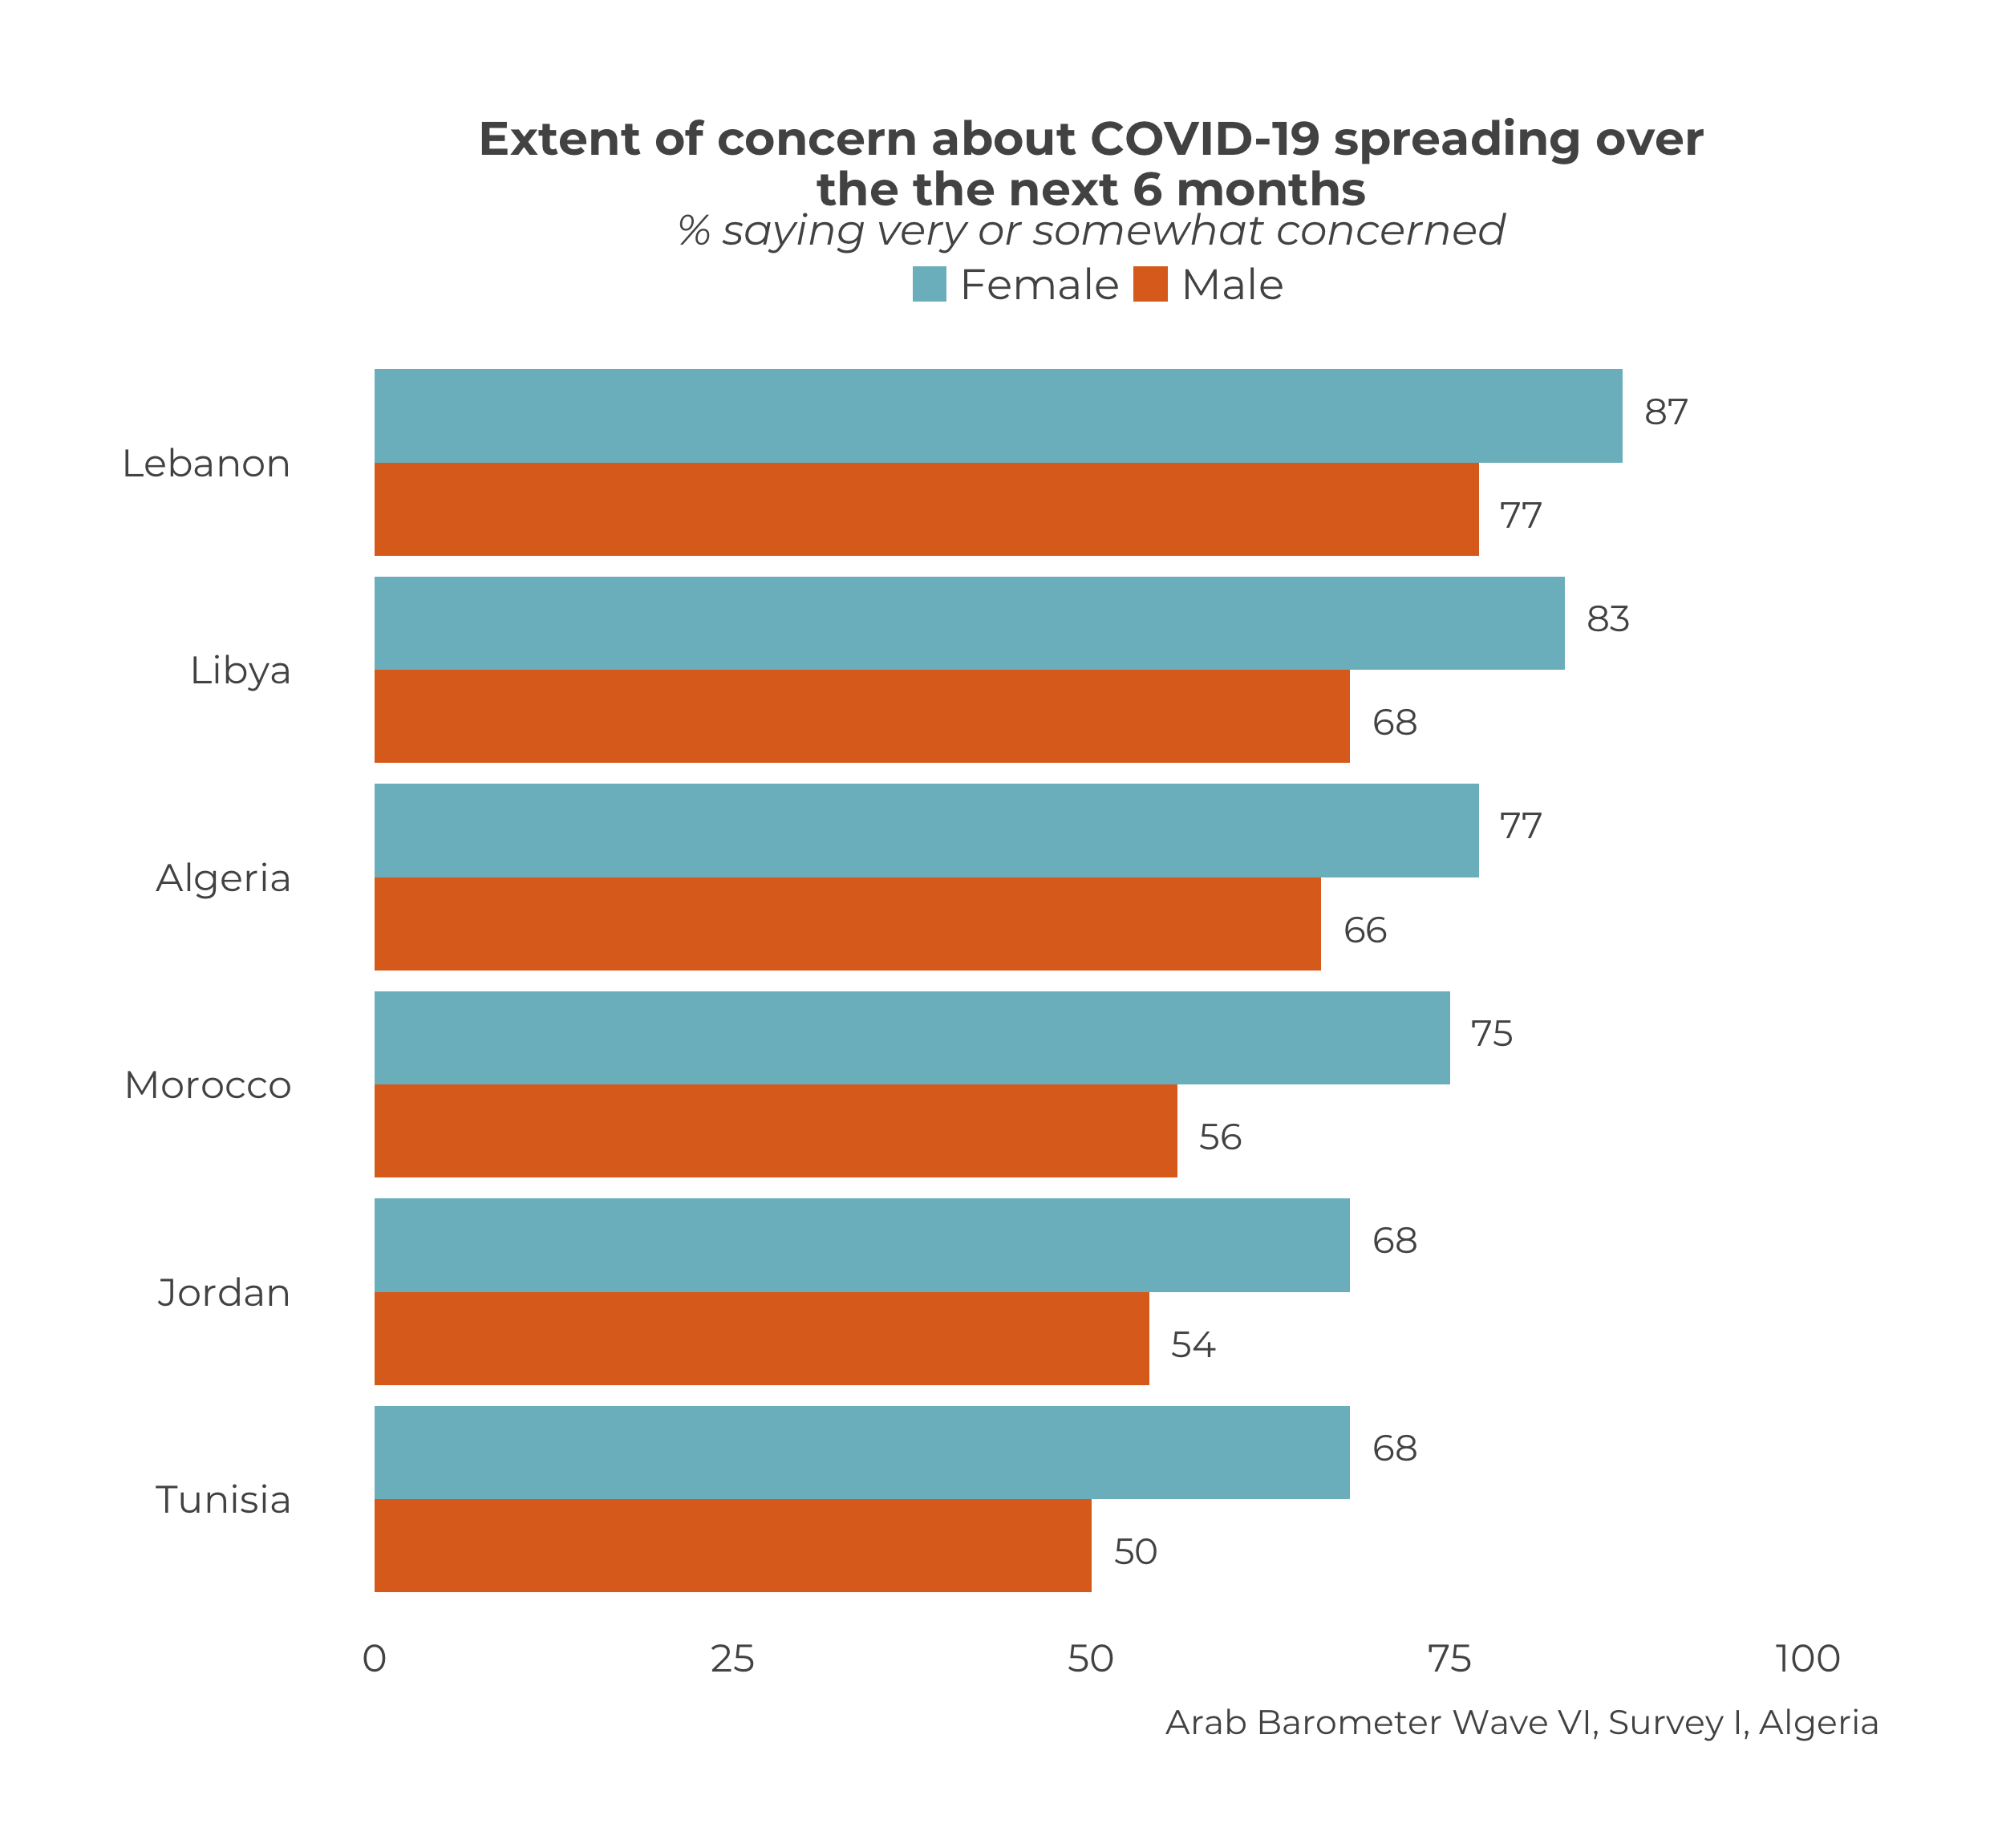 Extent of concern about COVID-19 spreading over
the the next 6 months
% saying very or somewhat concerned
Female Male
87
Lebanon
77
83
Libya
68
77
Algeria
66
75
Morocco
56
68
Jordan
54
68
Tunisia
50
0 25 50 75 100
Arab Barometer Wave VI, Survey I, Algeria